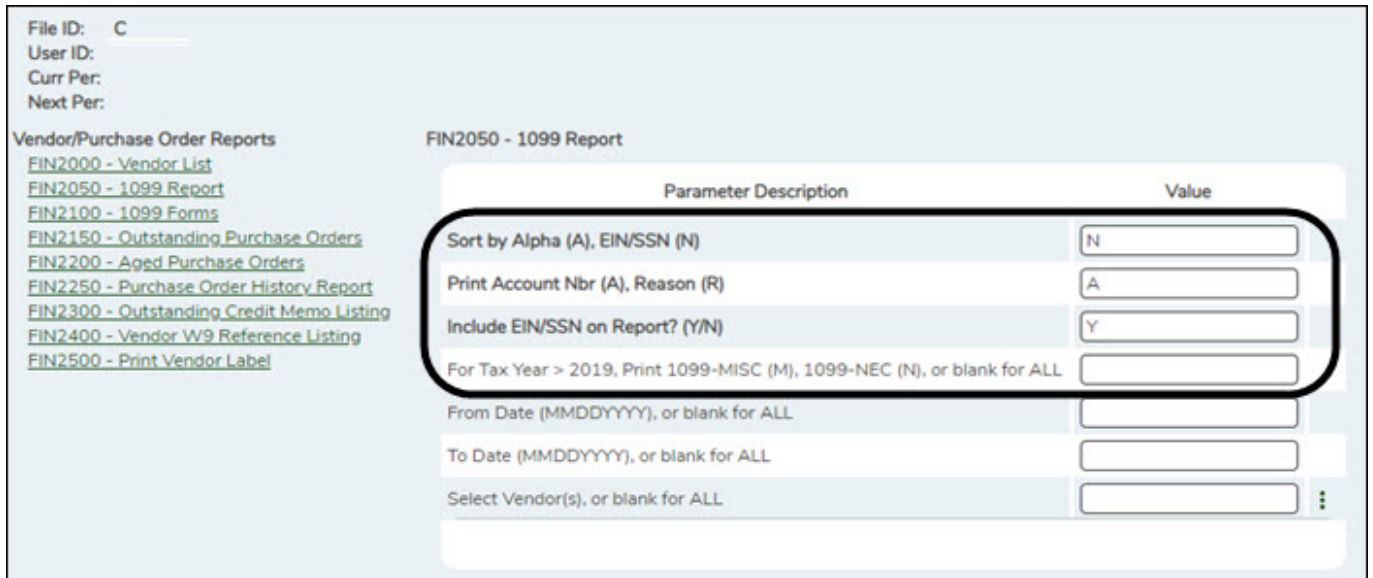 File ID: C
User ID:
Curr Per:
Next Per:
Vendor/Purchase Order Reports
FIN2000 - Vendor List
FIN2050 - 1099 Report
FIN2100 - 1099 Forms
FIN2150 - Outstanding Purchase Orders
FIN2200 - Aged Purchase Orders
FIN2250 - Purchase Order History Report
FIN2300 - Outstanding Credit Memo Listing
FIN2400 - Vendor W9 Reference Listing
FIN2500 - Print Vendor Label
FIN2050 - 1099 Report
Parameter Description Value
Sort by Alpha (A), EIN/SSN (N) N
Print Account Nbr (A), Reason (R) A
Include EIN/SSN on Report? (Y/N) Y
For Tax Year > 2019, Print 1099-MISC (M), 1099-NEC (N), or blank for ALL
From Date (MMDDYYYY), or blank for ALL
To Date (MMDDYYYY), or blank for ALL
Select Vendor(s), or blank for ALL